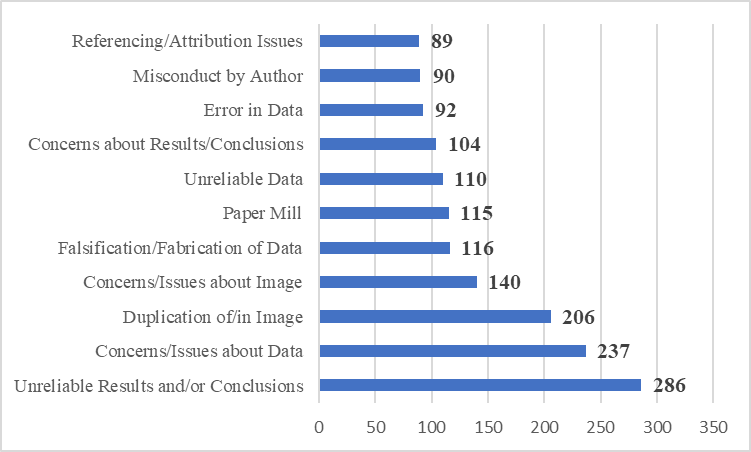 Referencing/Attribution Issues 89
Misconduct by Author 90
Error in Data 92
Concerns about Results/Conclusions 104
Unreliable Data 110
Paper Mill 115
Falsification/Fabrication of Data 116
Concerns/Issues about Image 140
Duplication of/in Image 206
Concerns/Issues about Data 237
Unreliable Results and/or Conclusions 286
0 50 100 150 200 250 300 350